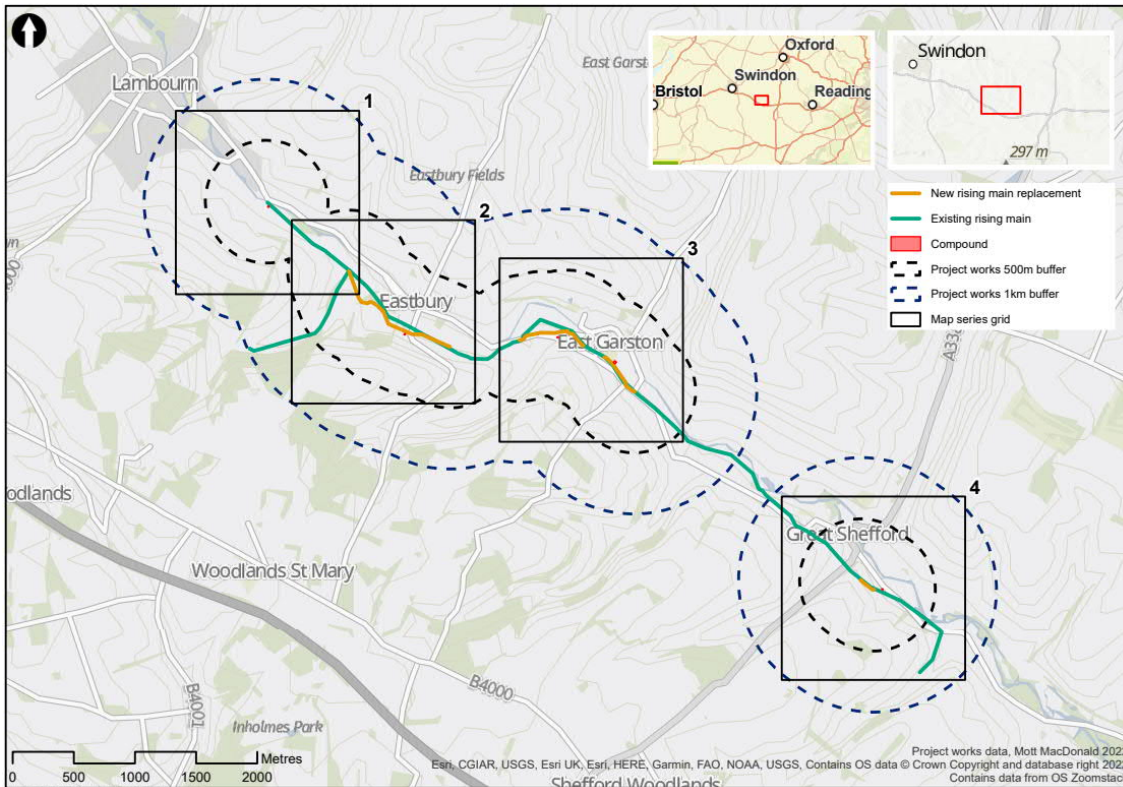 Lambourn
East Garst
1
Eastbury Fields
2
3
Eastbury
East Garston
A338
4
Great Shefford
odlands
Woodlands St Mary
B4000
B4001
Inholmes Park
Shefford Woodlands
Oxford
Swindon
Bristol
Reading
Swindon
297 m
New rising main replacement
Existing rising main
Compound
Project works 500m buffer
Project works 1km buffer
Map series grid
Metres
0 500 1000 1500 2000
Project works data, Mott MacDonald 2022
Esri, CGIAR, USGS, Esri UK, Esri, HERE, Garmin, FAO, NOAA, USGS, Contains OS data © Crown Copyright and database right 2022
Contains data from OS Zoomstack